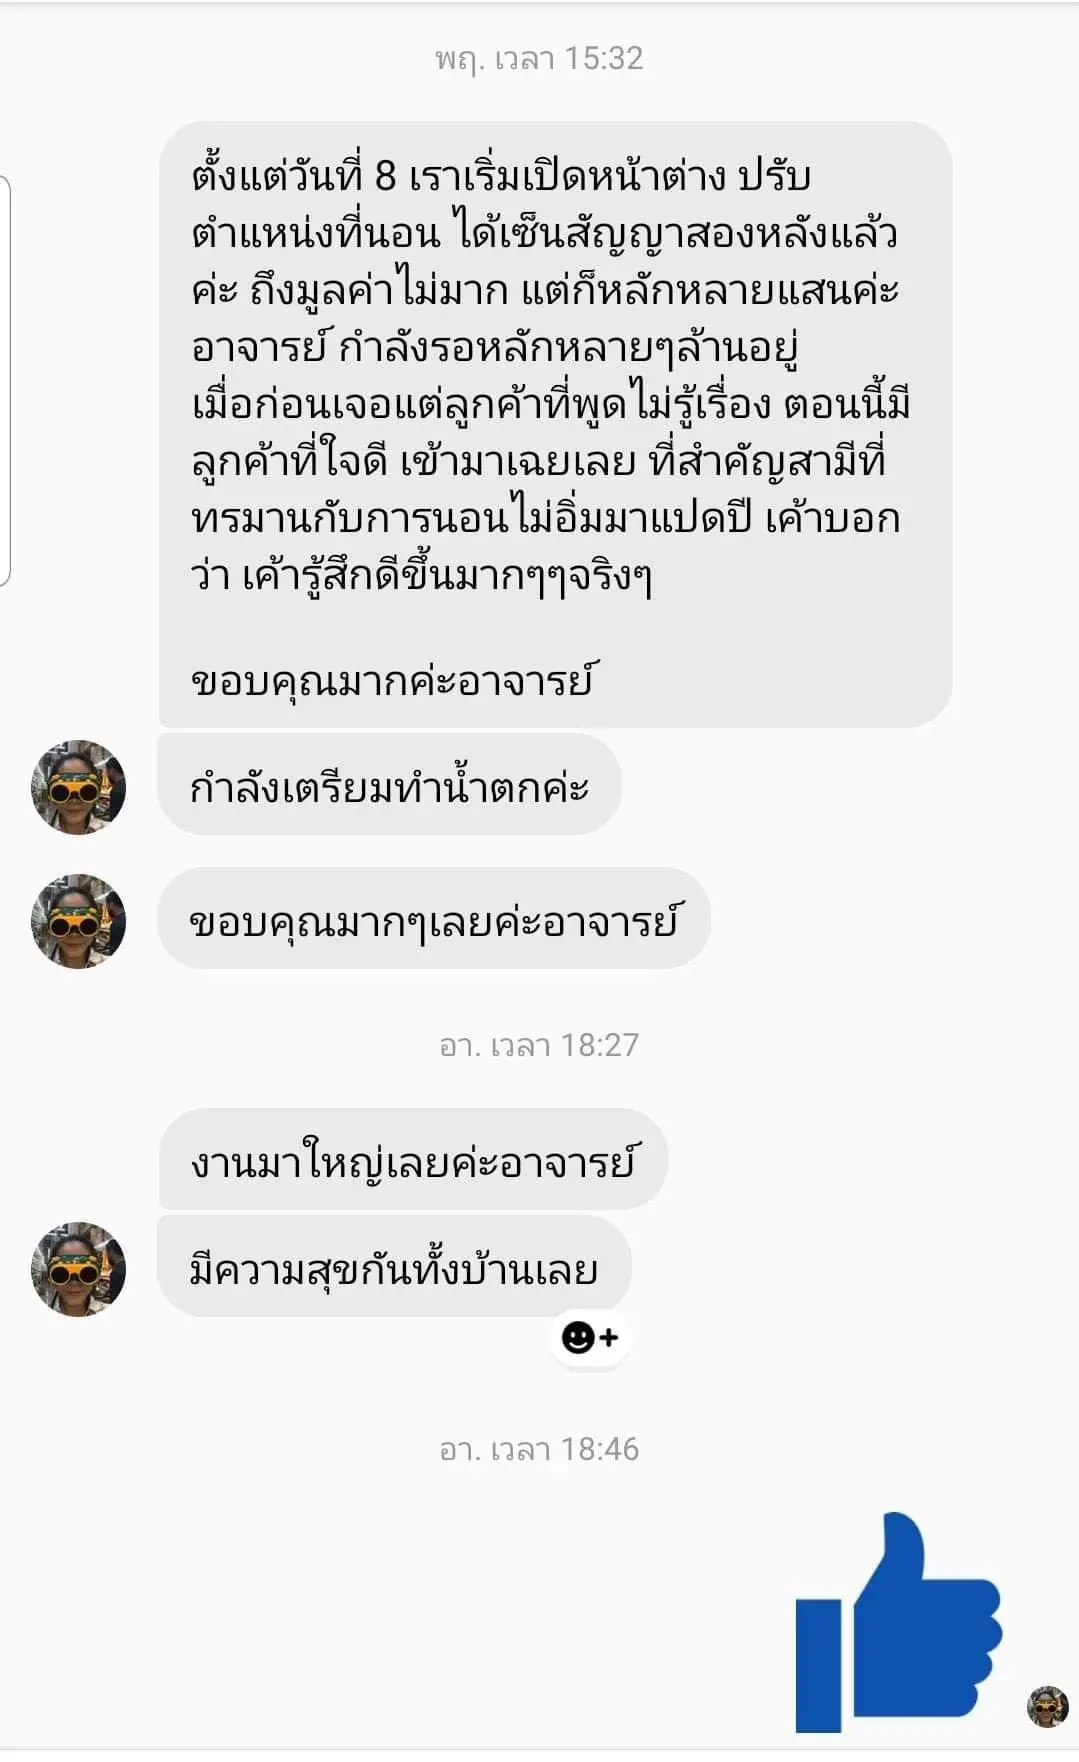 พฤ. เวลา 15:32
ตั้งแต่วันที่ 8 เราเริ่มเปิดหน้าต่าง ปรับ
ตำแหน่งที่นอน ได้เซ็นสัญญาสองหลังแล้ว
ค่ะ ถึงมูลค่าไม่มาก แต่ก็หลักหลายแสนค่ะ
อาจารย์ กำลังรอหลักหลายๆล้านอยู่
เมื่อก่อนเจอแต่ลูกค้าที่พูดไม่รู้เรื่อง ตอนนี้มี
ลูกค้าที่ใจดี เข้ามาเฉยเลย ที่สำคัญสามีที่
ทรมานกับการนอนไม่อิ่มมาแปดปี เค้าบอก
ว่า เค้ารู้สึกดีขึ้นมากๆๆจริงๆ
ขอบคุณมากค่ะอาจารย์
กำลังเตรียมทำน้ำตกค่ะ
ขอบคุณมากๆเลยค่ะอาจารย์
อา. เวลา 18:27
งานมาใหญ่เลยค่ะอาจารย์
มีความสุขกันทั้งบ้านเลย
อา. เวลา 18:46